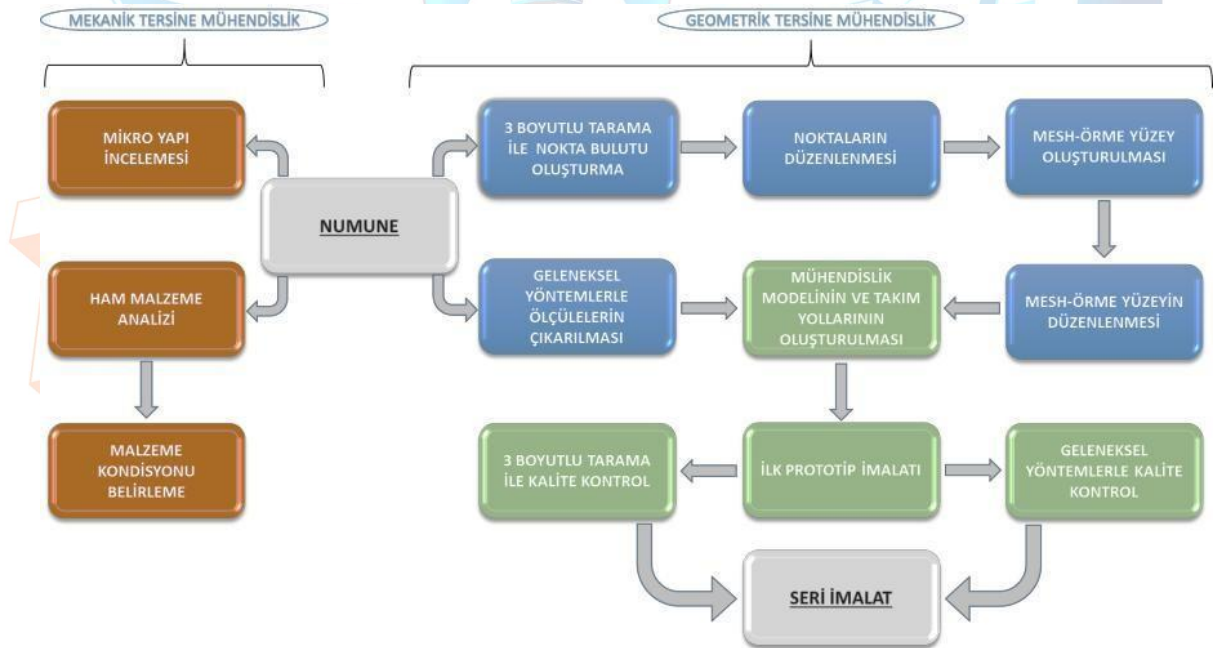 MEKANİK TERSİNE MÜHENDİSLİK
GEOMETRİK TERSİNE MÜHENDİSLİK
MİKRO YAPI
İNCELEMESİ
3 BOYUTLU TARAMA
İLE NOKTA BULUTU
OLUŞTURMA
NOKTALARIN
DÜZENLENMESİ
MESH-ÖRME YÜZEY
OLUŞTURULMASI
NUMUNE
HAM MALZEME
ANALİZİ
GELENEKSEL
YÖNTEMLERLE
ÖLÇÜLELERİN
ÇIKARILMASI
MÜHENDİSLİK
MODELİNİN VE TAKIM
YOLLARININ
OLUŞTURULMASI
MESH-ÖRME YÜZEYİN
DÜZENLENMESİ
MALZEME
KONDİSYONU
BELİRLEME
3 BOYUTLU TARAMA
İLE KALİTE KONTROL
İLK PROTOTİP İMALATI
GELENEKSEL
YÖNTEMLERLE KALİTE
KONTROL
SERİ İMALAT